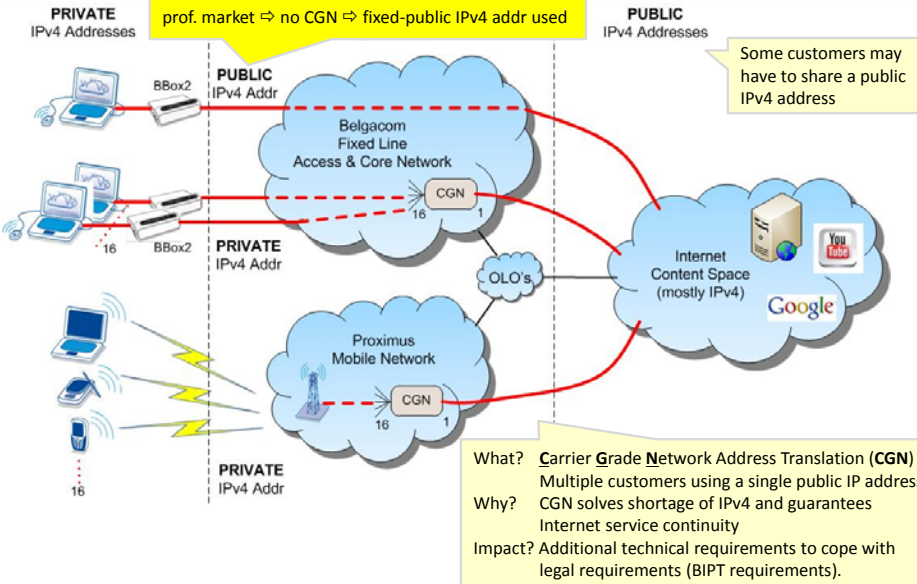 PRIVATE
IPv4 Addresses
prof. market ⇨ no CGN ⇨ fixed-public IPv4 addr used
PUBLIC
IPv4 Addresses
Some customers may
have to share a public
IPv4 address
BBox2
PUBLIC
IPv4 Addr
Belgacom
Fixed Line
Access & Core Network
CGN
16
1
16
BBox2
PRIVATE
IPv4 Addr
OLO's
Internet
Content Space
(mostly IPv4)
You
Tube
Google
Proximus
Mobile Network
CGN
16
1
16
PRIVATE
IPv4 Addr
What? Carrier Grade Network Address Translation (CGN)
Multiple customers using a single public IP addres
Why? CGN solves shortage of IPv4 and guarantees
Internet service continuity
Impact? Additional technical requirements to cope with
legal requirements (BIPT requirements).